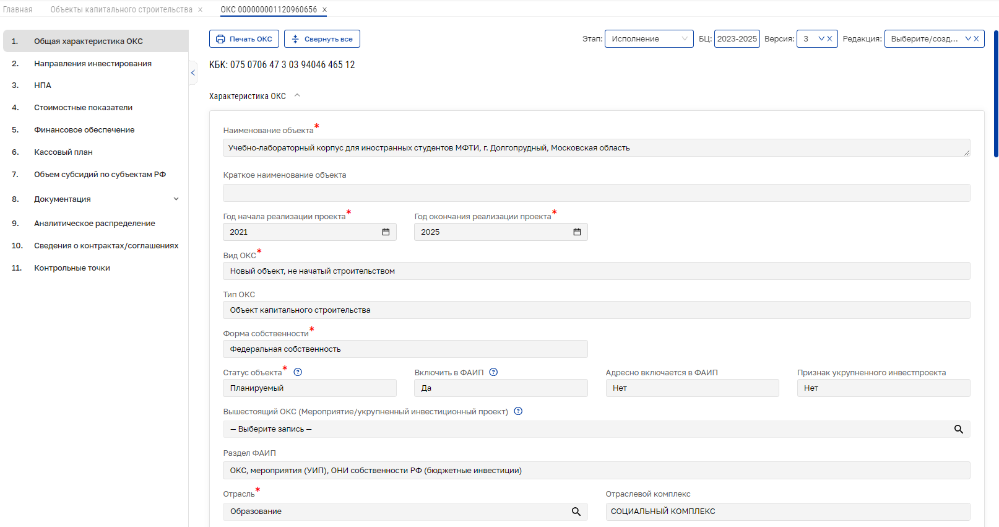 Главная
Объекты капитального строительства x
ОКС 000000001120960656 x
1. Общая характеристика ОКС
2. Направления инвестирования
3. НПА
4. Стоимостные показатели
5. Финансовое обеспечение
6. Кассовый план
7. Объем субсидий по субъектам РФ
8. Документация
9. Аналитическое распределение
10. Сведения о контрактах/соглашениях
11. Контрольные точки
Печать ОКС
Свернуть все
Этап: Исполнение
БЦ: 2023-2025
Версия: 3
Редакция: Выберите/созд...
КБК: 075 0706 47 3 03 94046 465 12
Характеристика ОКС
Наименование объекта*
Учебно-лабораторный корпус для иностранных студентов МФТИ, г. Долгопрудный, Московская область
Краткое наименование объекта
Год начала реализации проекта* Год окончания реализации проекта*
2021 2025
Вид ОКС*
Новый объект, не начатый строительством
Тип ОКС
Объект капитального строительства
Форма собственности*
Федеральная собственность
Статус объекта* ? Включить в ФАИП ? Адресно включается в ФАИП Признак укрупненного инвестпроекта
Планируемый Да Нет Нет
Вышестоящий ОКС (Мероприятие/укрупненный инвестиционный проект) ?
— Выберите запись —
Раздел ФАИП
ОКС, мероприятия (УИП), ОНИ собственности РФ (бюджетные инвестиции)
Отрасль* Отраслевой комплекс
Образование СОЦИАЛЬНЫЙ КОМПЛЕКС